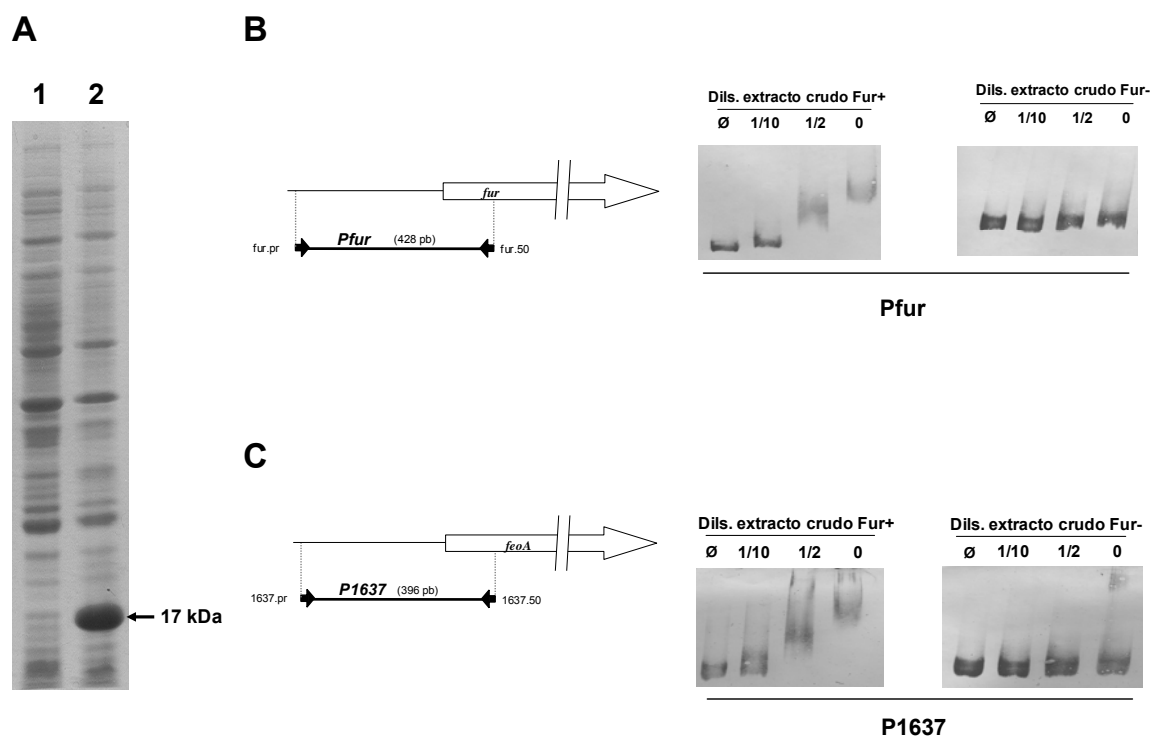 A
1 2
17 kDa
B
fur
Pfur (428 pb)
fur.pr
fur.50
Dils. extracto crudo Fur+
Ø 1/10 1/2 0
Dils. extracto crudo Fur-
Ø 1/10 1/2 0
Pfur
C
feoA
P1637 (396 pb)
1637.pr
1637.50
Dils. extracto crudo Fur+
Ø 1/10 1/2 0
Dils. extracto crudo Fur-
Ø 1/10 1/2 0
P1637